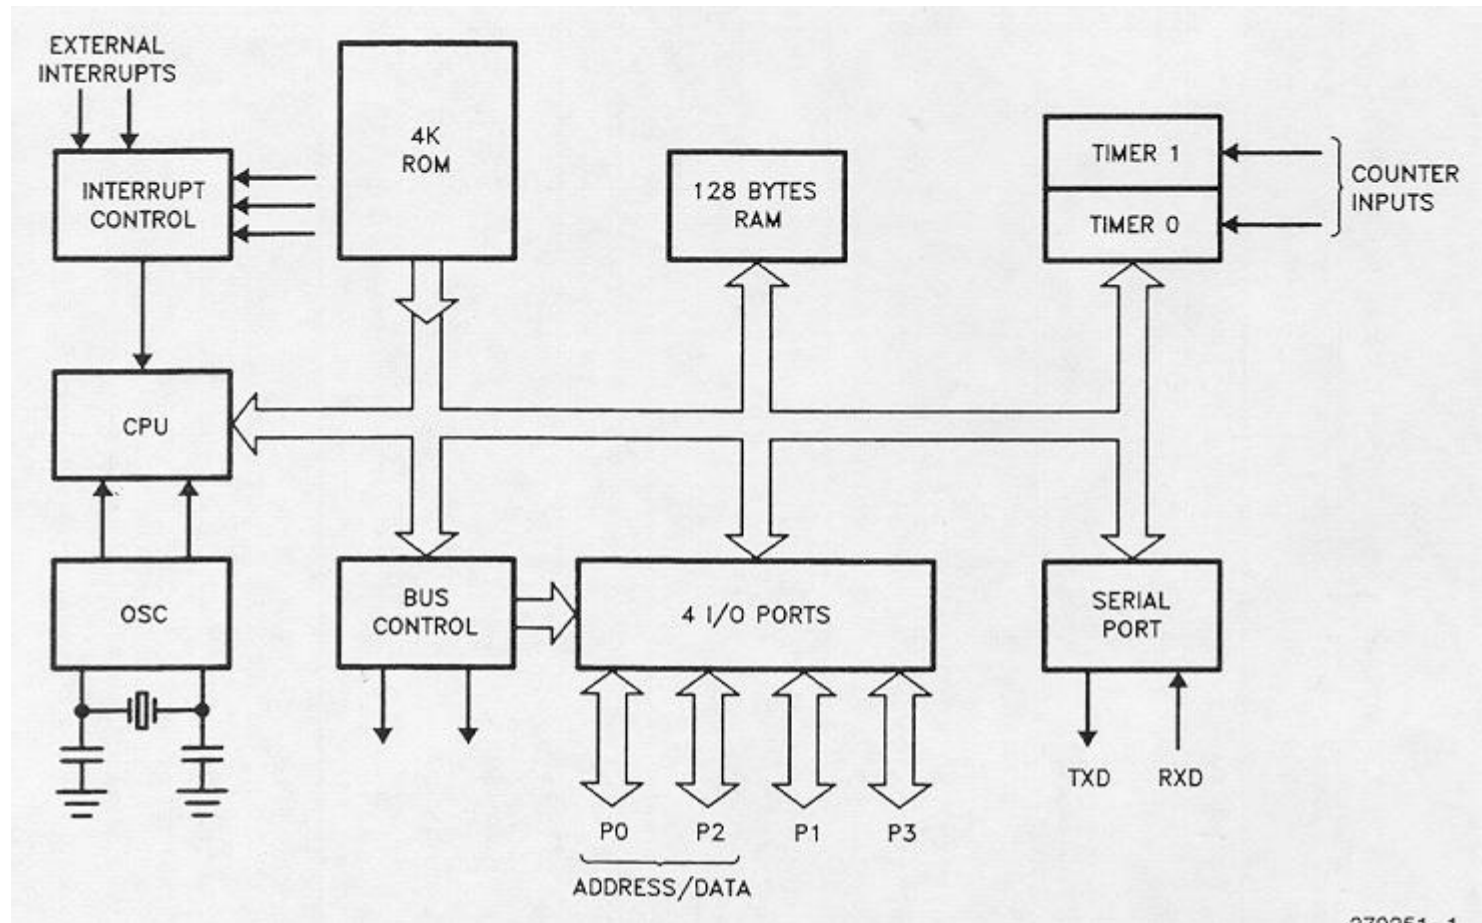 EXTERNAL
INTERRUPTS
INTERRUPT
CONTROL
4K
ROM
128 BYTES
RAM
TIMER 1
TIMER 0
COUNTER
INPUTS
CPU
OSC
BUS
CONTROL
4 I/O PORTS
SERIAL
PORT
TXD
RXD
P0
P2
P1
P3
ADDRESS/DATA